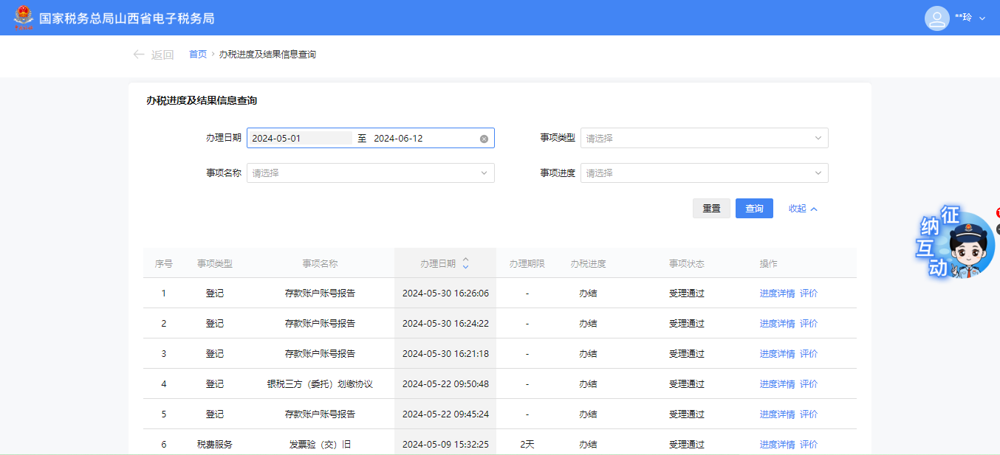 国家税务总局山西省电子税务局
**玲
返回 首页 > 办税进度及结果信息查询
办税进度及结果信息查询
办理日期 2024-05-01 至 2024-06-12 事项类型 请选择
事项名称 请选择 事项进度 请选择
重置 查询 收起
序号 事项类型 事项名称 办理日期 办理期限 办税进度 事项状态 操作
1 登记 存款账户账号报告 2024-05-30 16:26:06 - 办结 受理通过 进度详情 评价
2 登记 存款账户账号报告 2024-05-30 16:24:22 - 办结 受理通过 进度详情 评价
3 登记 存款账户账号报告 2024-05-30 16:21:18 - 办结 受理通过 进度详情 评价
4 登记 银税三方（委托）划缴协议 2024-05-22 09:50:48 - 办结 受理通过 进度详情 评价
5 登记 存款账户账号报告 2024-05-22 09:45:24 - 办结 受理通过 进度详情 评价
6 税费服务 发票验（交）旧 2024-05-09 15:32:25 2天 办结 受理通过 进度详情 评价
征纳互动